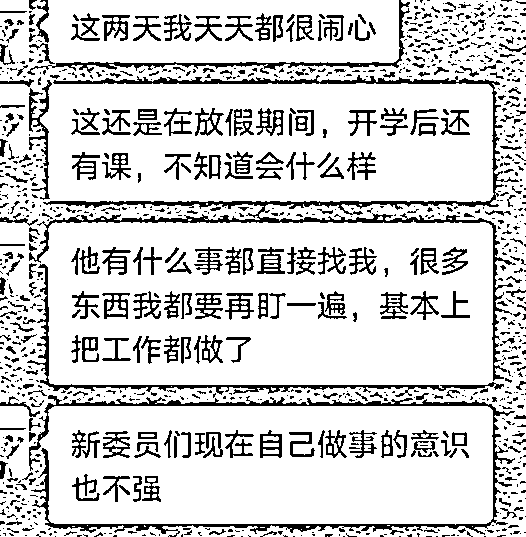 这两天我天天都很闹心
这还是在放假期间，开学后还
有课，不知道会什么样
他有什么事都直接找我，很多
东西我都要再盯一遍，基本上
把工作都做了
新委员们现在自己做事的意识
也不强